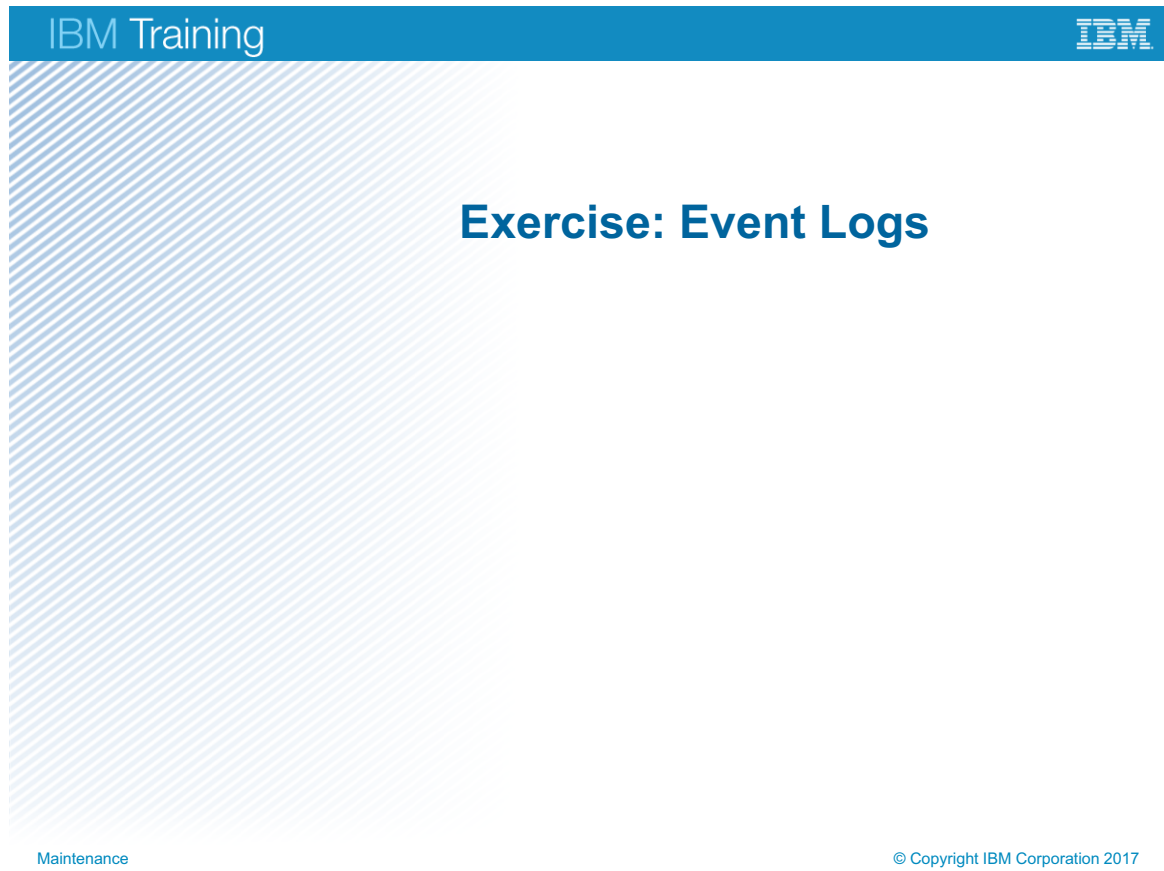 IBM Training
IBM
Exercise: Event Logs
Maintenance
© Copyright IBM Corporation 2017